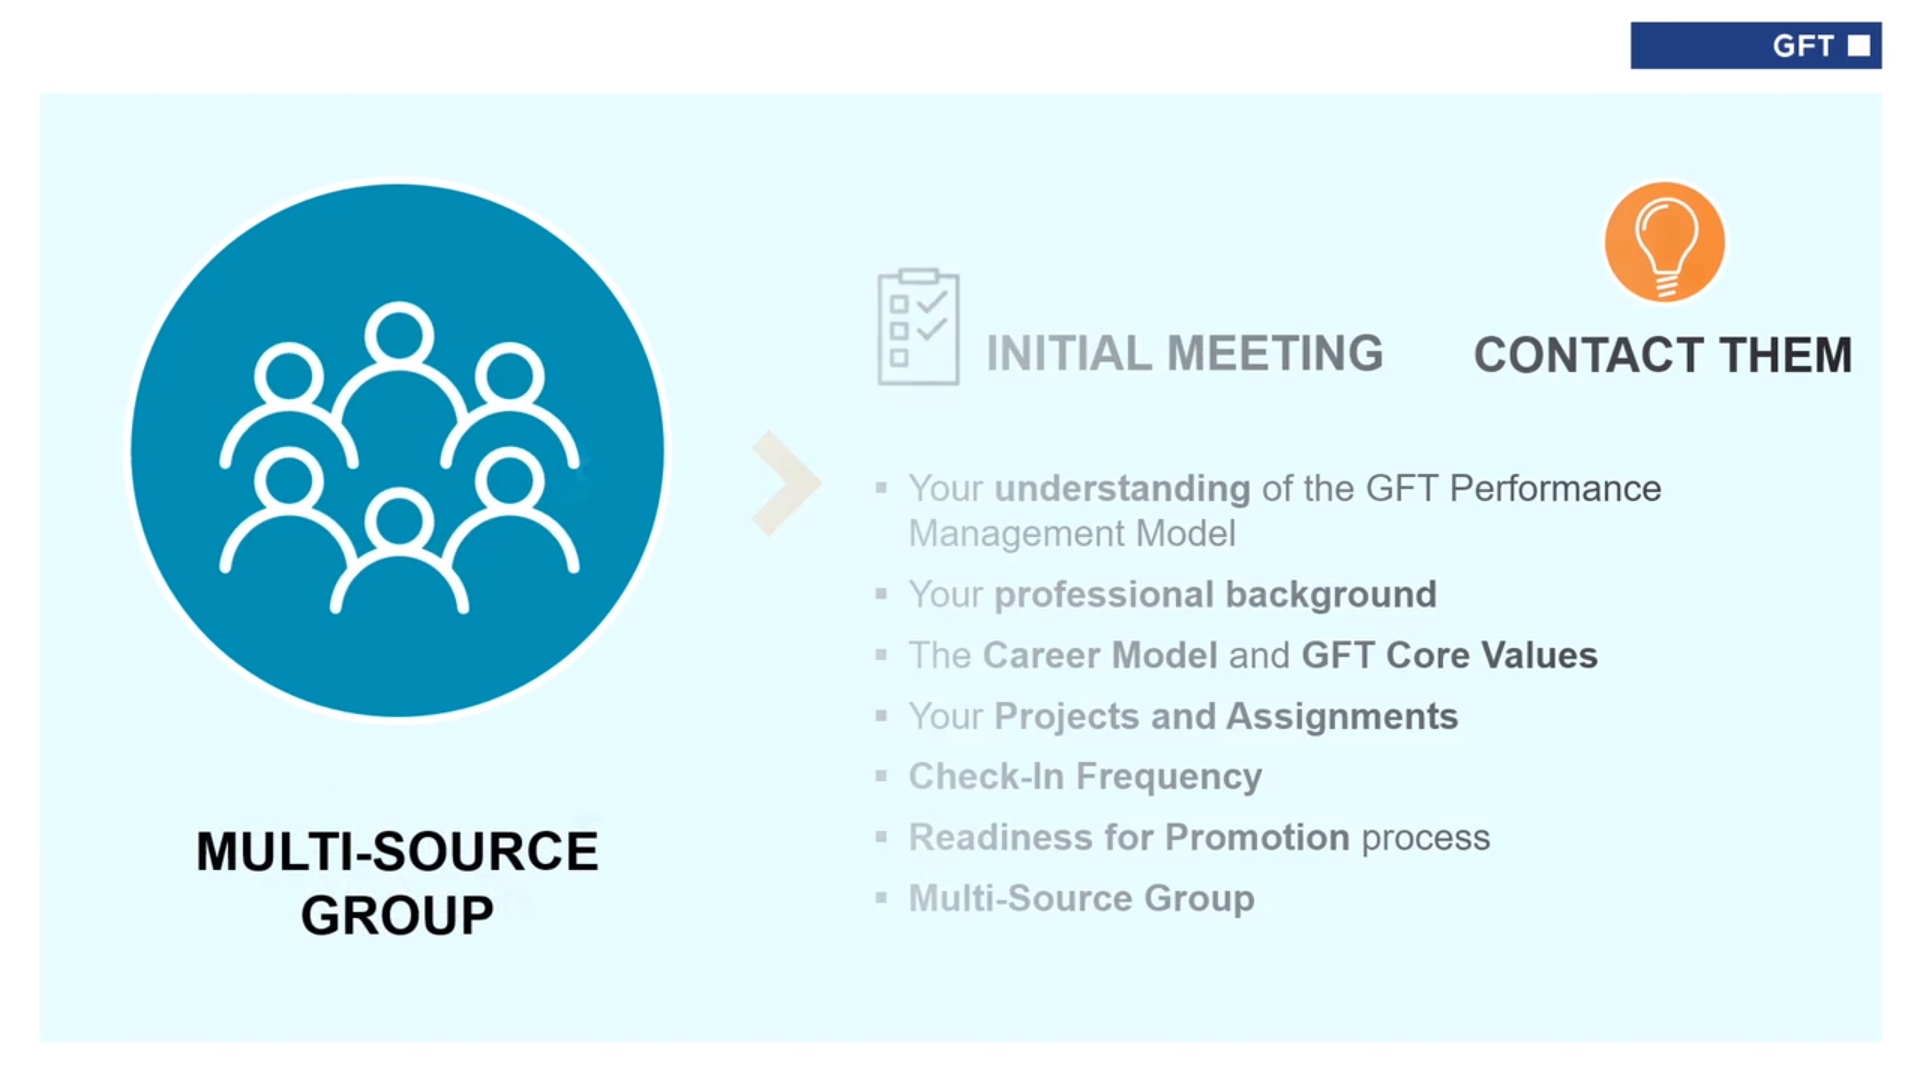 GFT
INITIAL MEETING
CONTACT THEM
Your understanding of the GFT Performance
Management Model
Your professional background
The Career Model and GFT Core Values
Your Projects and Assignments
Check-In Frequency
Readiness for Promotion process
Multi-Source Group
MULTI-SOURCE
GROUP